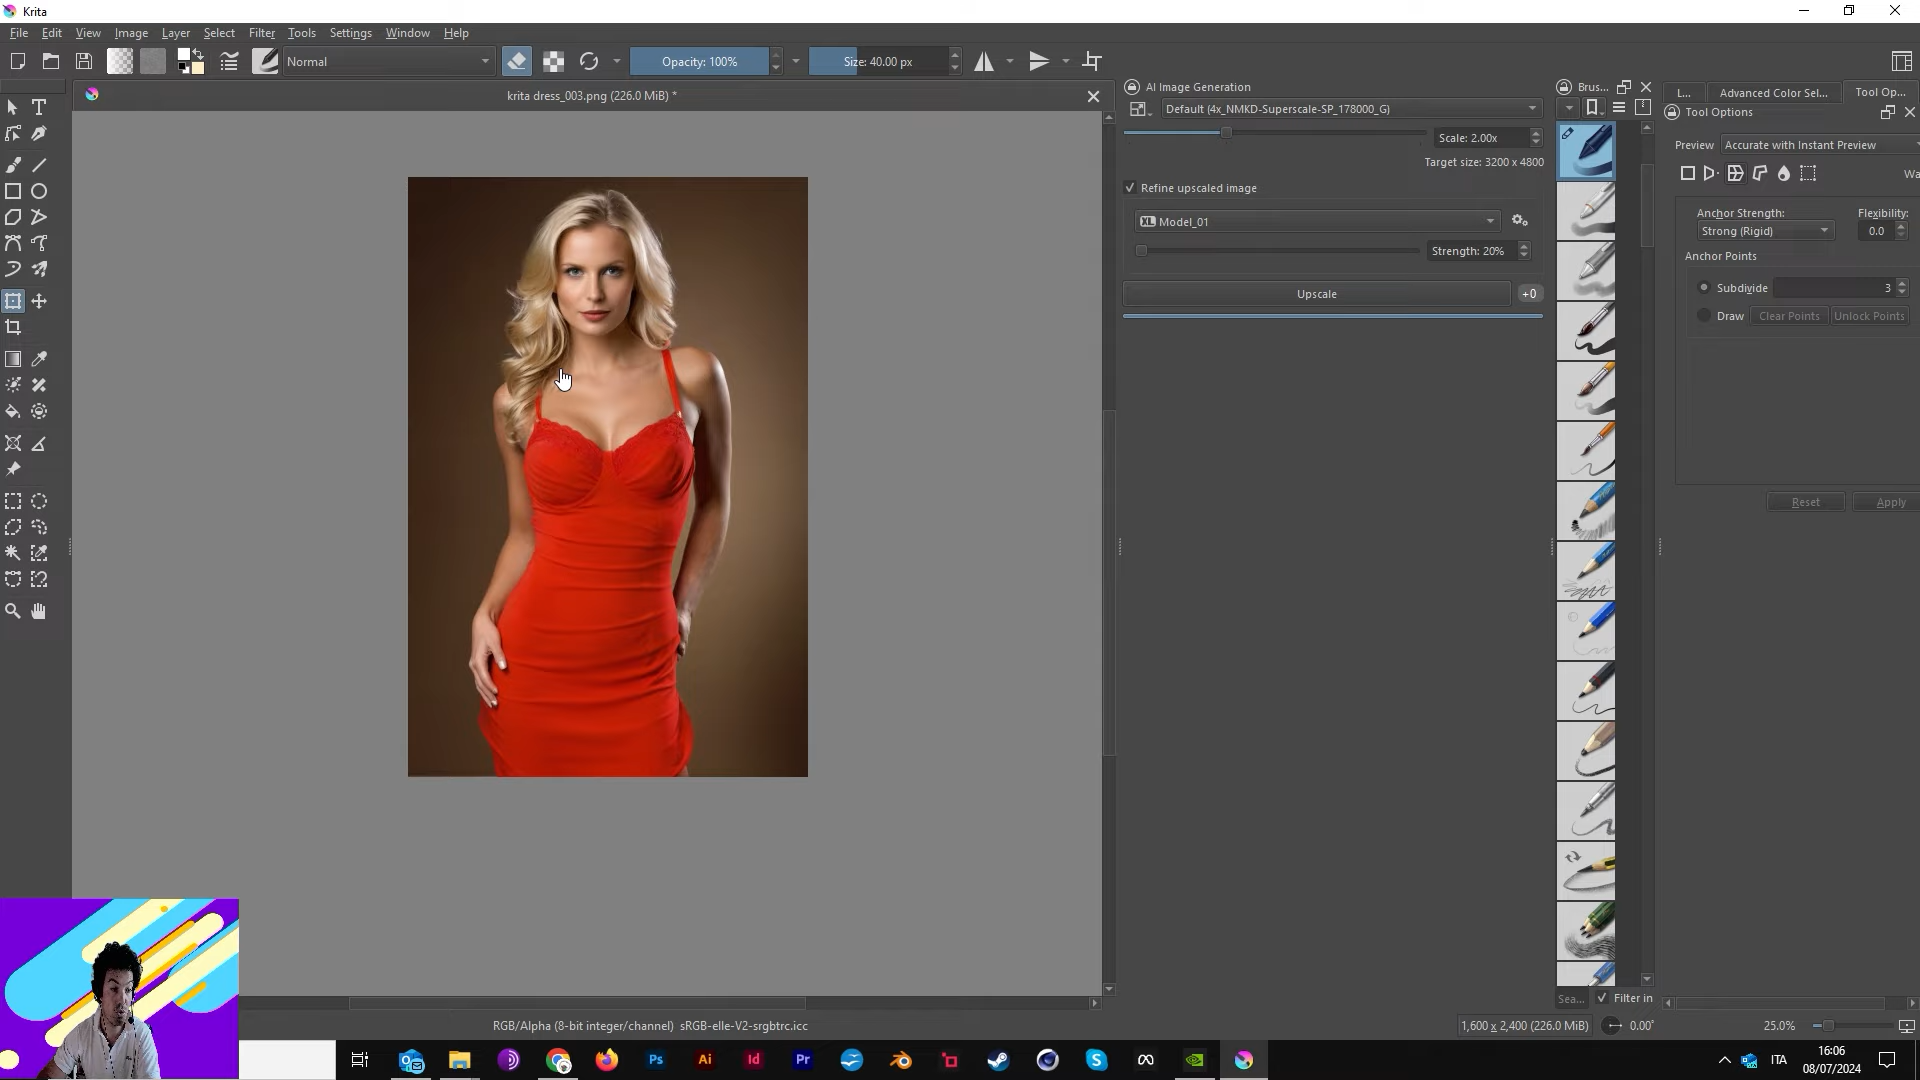 Krita
File Edit View Image Layer Select Filter Tools Settings Window Help
Normal Opacity: 100% Size: 40.00 px
krita dress_003.png (226.0 MiB) *
AI Image Generation
Default (4x_NMKD-Superscale-SP_178000_G)
Scale: 2.00x
Target size: 3200 x 4800
Refine upscaled image
XL Model_01
Strength: 20%
Upscale +0
Brus...
L... Advanced Color Sel... Tool Op...
Tool Options
Preview Accurate with Instant Preview
Wa
Anchor Strength: Flexibility:
Strong (Rigid) 0.0
Anchor Points
Subdivide 3
Draw Clear Points Unlock Points
Reset Apply
Sea... Filter in
RGB/Alpha (8-bit integer/channel) sRGB-elle-V2-srgbtrc.icc
1,600 x 2,400 (226.0 MiB) 0.00° 25.0%
Ps Ai Id Pr
ITA
16:06
08/07/2024